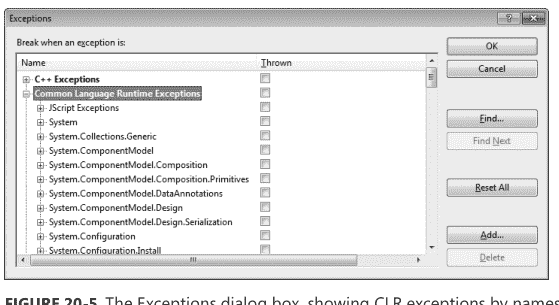 Exceptions
Break when an exception is:
Name Thrown
C++ Exceptions
Common Language Runtime Exceptions
JScript Exceptions
System
System.Collections.Generic
System.ComponentModel
System.ComponentModel.Composition
System.ComponentModel.Composition.Primitives
System.ComponentModel.DataAnnotations
System.ComponentModel.Design
System.ComponentModel.Design.Serialization
System.Configuration
System.Configuration.Install
OK
Cancel
Find...
Find Next
Reset All
Add...
Delete
FIGURE 20-5 The Exceptions dialog box, showing CLR exceptions by names